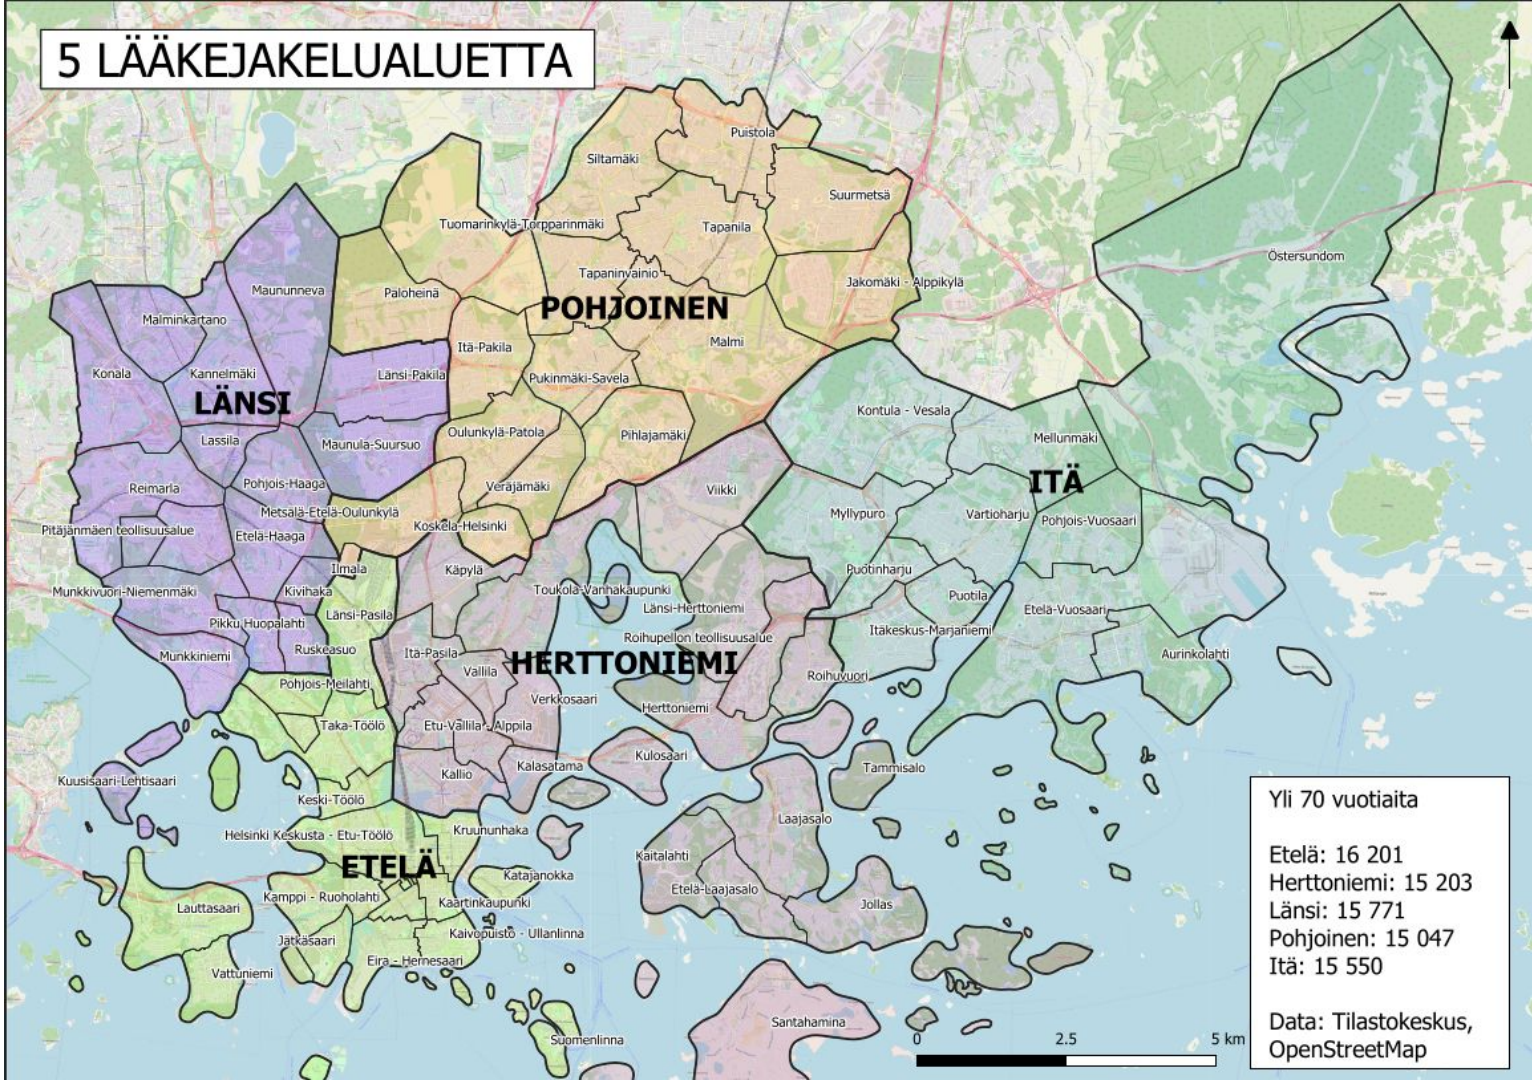 5 LÄÄKEJAKELUALUETTA
Puistola
Siltamäki
Suurmetsä
Tuomarinkylä-Torpparinmäki
Tapanila
Östersundom
Tapaninvainio
Jakomäki - Alppikylä
Maununneva
Paloheinä
POHJOINEN
Malminkartano
Malmi
Itä-Pakila
Konala
Kannelmäki
Länsi-Pakila
Pukinmäki-Savela
LÄNSI
Kontula - Vesala
Lassila
Maunula-Suursuo
Oulunkylä-Patola
Pihlajamäki
Mellunmäki
Reimarla
Pohjois-Haaga
Veräjämäki
Viikki
ITÄ
Metsälä-Etelä-Oulunkylä
Myllypuro
Vartioharju
Pohjois-Vuosaari
Pitäjänmäen teollisuusalue
Etelä-Haaga
Koskela-Helsinki
Ilmala
Käpylä
Puotinharju
Munkkivuori-Niemenmäki
Kivihaka
Toukola-Vanhakaupunki
Puotila
Länsi-Pasila
Länsi-Herttoniemi
Etelä-Vuosaari
Pikku Huopalahti
Roihupellon teollisuusalue
Itäkeskus-Marjaniemi
Munkkiniemi
Ruskeasuo
Itä-Pasila
Aurinkolahti
HERTTONIEMI
Vallila
Pohjois-Meilahti
Roihuvuori
Verkkosaari
Herttoniemi
Taka-Töölö
Etu-Vallila - Alppila
Kulosaari
Kuusisaari-Lehtisaari
Kallio
Kalasatama
Tammisalo
Keski-Töölö
Laajasalo
Helsinki Keskusta - Etu-Töölö
Kruununhaka
Kaitalahti
ETELÄ
Katajanokka
Etelä-Laajasalo
Kamppi - Ruoholahti
Kaartinkaupunki
Jollas
Lauttasaari
Jätkäsaari
Kaivopuisto - Ullanlinna
Eira - Hernesaari
Vattuniemi
Santahamina
Suomenlinna
0
2.5
5 km
Yli 70 vuotiaita
Etelä: 16 201
Herttoniemi: 15 203
Länsi: 15 771
Pohjoinen: 15 047
Itä: 15 550
Data: Tilastokeskus,
OpenStreetMap